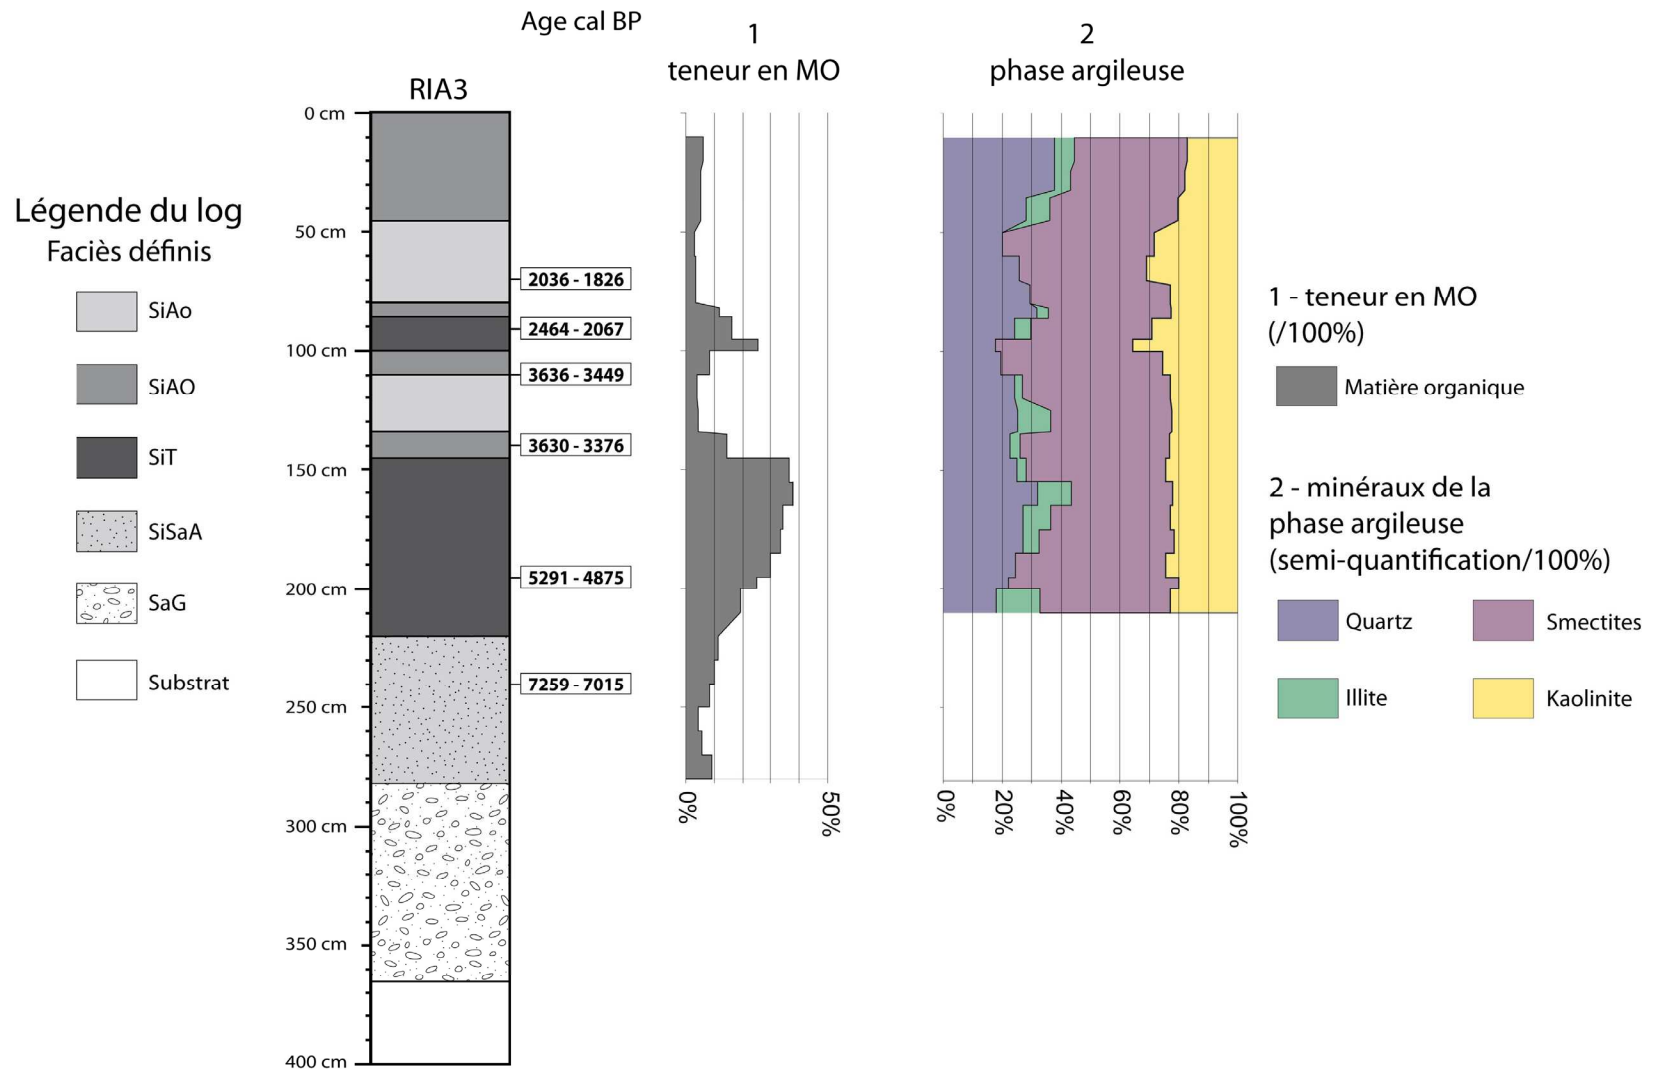 Age cal BP
1
teneur en MO
2
phase argileuse
RIA3
Légende du log
Faciès définis
SiAo
SiAO
SiT
SiSaA
SaG
Substrat
0 cm
50 cm
100 cm
150 cm
200 cm
250 cm
300 cm
350 cm
400 cm
2036 - 1826
2464 - 2067
3636 - 3449
3630 - 3376
5291 - 4875
7259 - 7015
0%
50%
0%
20%
40%
60%
80%
100%
1 - teneur en MO
(/100%)
Matière organique
2 - minéraux de la
phase argileuse
(semi-quantification/100%)
Quartz
Smectites
Illite
Kaolinite